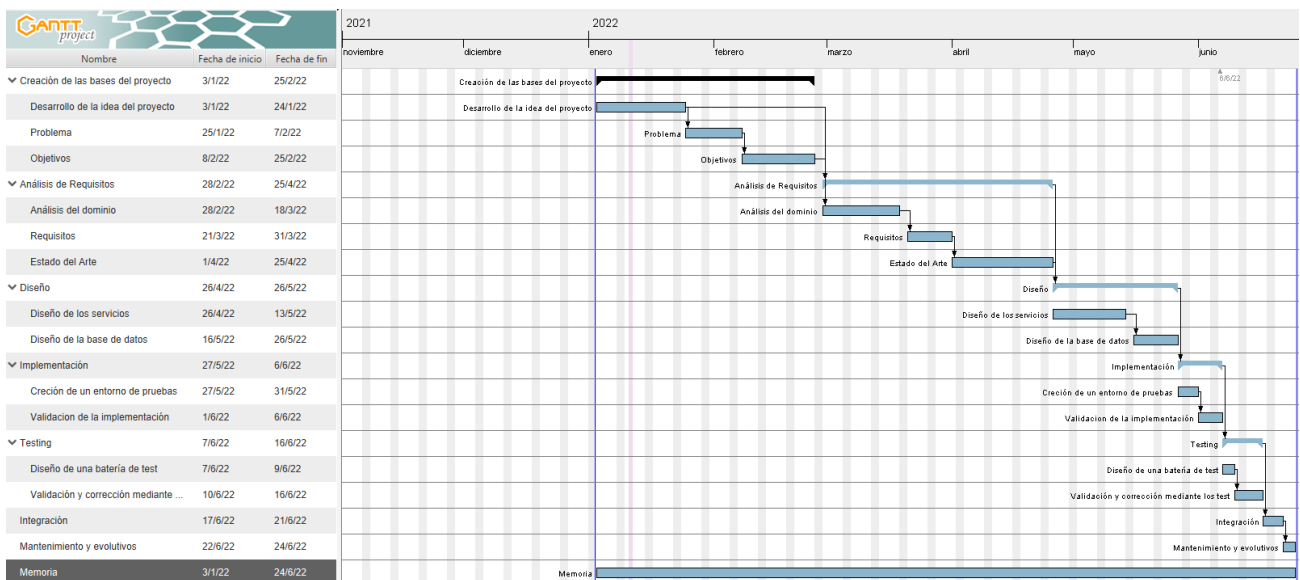 GANTT project
2021 2022
noviembre diciembre enero febrero marzo abril mayo junio
Nombre Fecha de inicio Fecha de fin
Creación de las bases del proyecto 3/1/22 25/2/22 Creación de las bases del proyecto 6/6/22
Desarrollo de la idea del proyecto 3/1/22 24/1/22 Desarrollo de la idea del proyecto
Problema 25/1/22 7/2/22 Problema
Objetivos 8/2/22 25/2/22 Objetivos
Análisis de Requisitos 28/2/22 25/4/22 Análisis de Requisitos
Análisis del dominio 28/2/22 18/3/22 Análisis del dominio
Requisitos 21/3/22 31/3/22 Requisitos
Estado del Arte 1/4/22 25/4/22 Estado del Arte
Diseño 26/4/22 26/5/22 Diseño
Diseño de los servicios 26/4/22 13/5/22 Diseño de los servicios
Diseño de la base de datos 16/5/22 26/5/22 Diseño de la base de datos
Implementación 27/5/22 6/6/22 Implementación
Creción de un entorno de pruebas 27/5/22 31/5/22 Creción de un entorno de pruebas
Validacion de la implementación 1/6/22 6/6/22 Validacion de la implementación
Testing 7/6/22 16/6/22 Testing
Diseño de una batería de test 7/6/22 9/6/22 Diseño de una batería de test
Validación y corrección mediante ... 10/6/22 16/6/22 Validación y corrección mediante los test
Integración 17/6/22 21/6/22 Integración
Mantenimiento y evolutivos 22/6/22 24/6/22 Mantenimiento y evolutivos
Memoria 3/1/22 24/6/22 Memoria